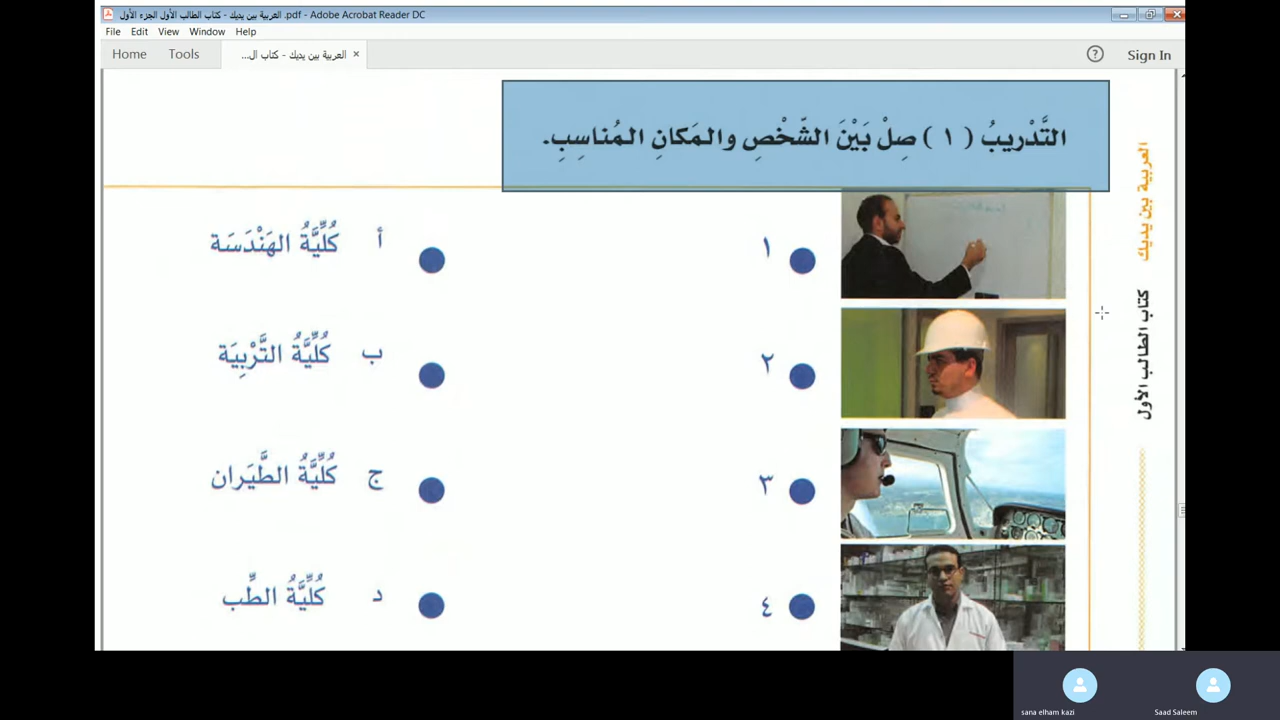 العربية بين يديك - كتاب الطالب الأول الجزء الأول.pdf - Adobe Acrobat Reader DC
File Edit View Window Help
Home Tools العربية بين يديك - كتاب ال... × ? Sign In
التَّدْرِيبُ ( ١ ) صِلْ بَيْنَ الشَّخْصِ والمَكانِ المُناسِبِ.
١ أ كُلِّيَّةُ الهَنْدَسَة
٢ ب كُلِّيَّةُ التَّرْبِيَة
٣ ج كُلِّيَّةُ الطَّيَران
٤ د كُلِّيَّةُ الطِّب
العربية بين يديك
كتاب الطالب الأول
sana elham kazi
Saad Saleem